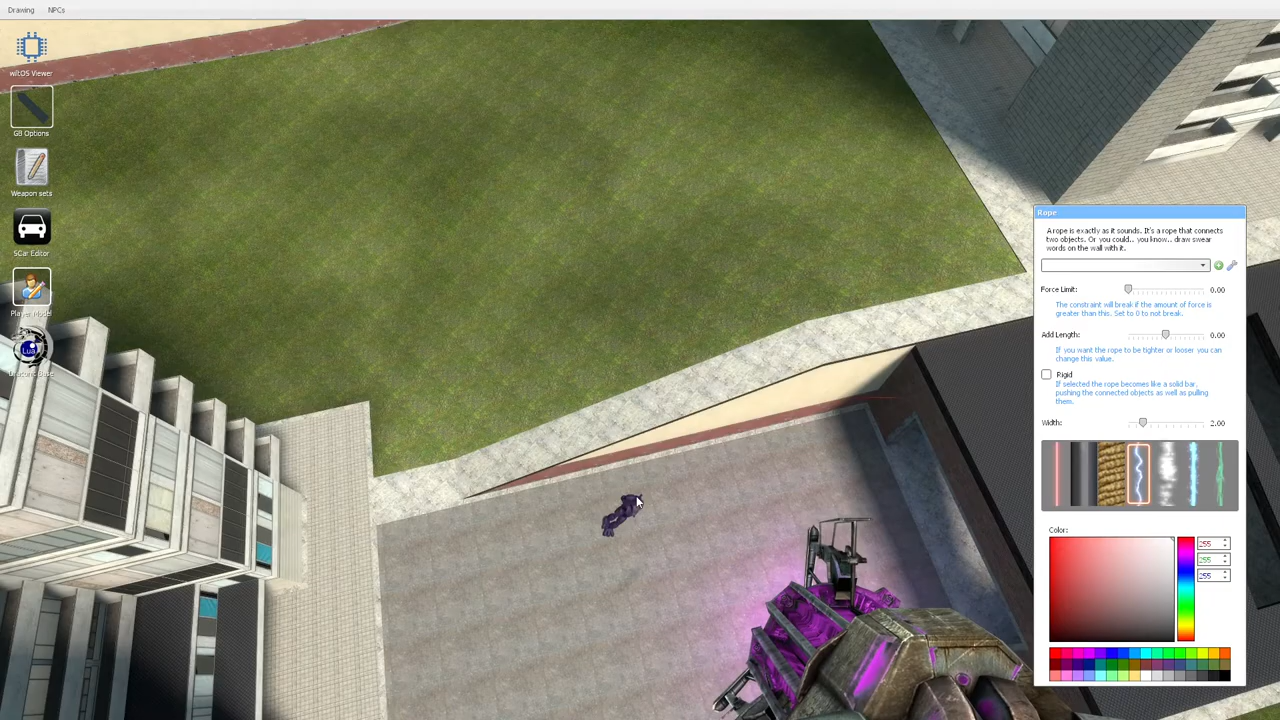 Drawing NPCs
wiltOS Viewer
GB Options
Weapon sets
SCar Editor
Player Model
Lua
Rope
A rope is exactly as it sounds. It's a rope that connects
two objects. Or you could.. you know.. draw swear
words on the wall with it.
Force Limit: 0.00
The constraint will break if the amount of force is
greater than this. Set to 0 to not break.
Add Length: 0.00
If you want the rope to be tighter or looser you can
change this value.
Rigid
If selected the rope becomes like a solid bar,
pushing the connected objects as well as pulling
them.
Width: 2.00
Color:
255
255
255